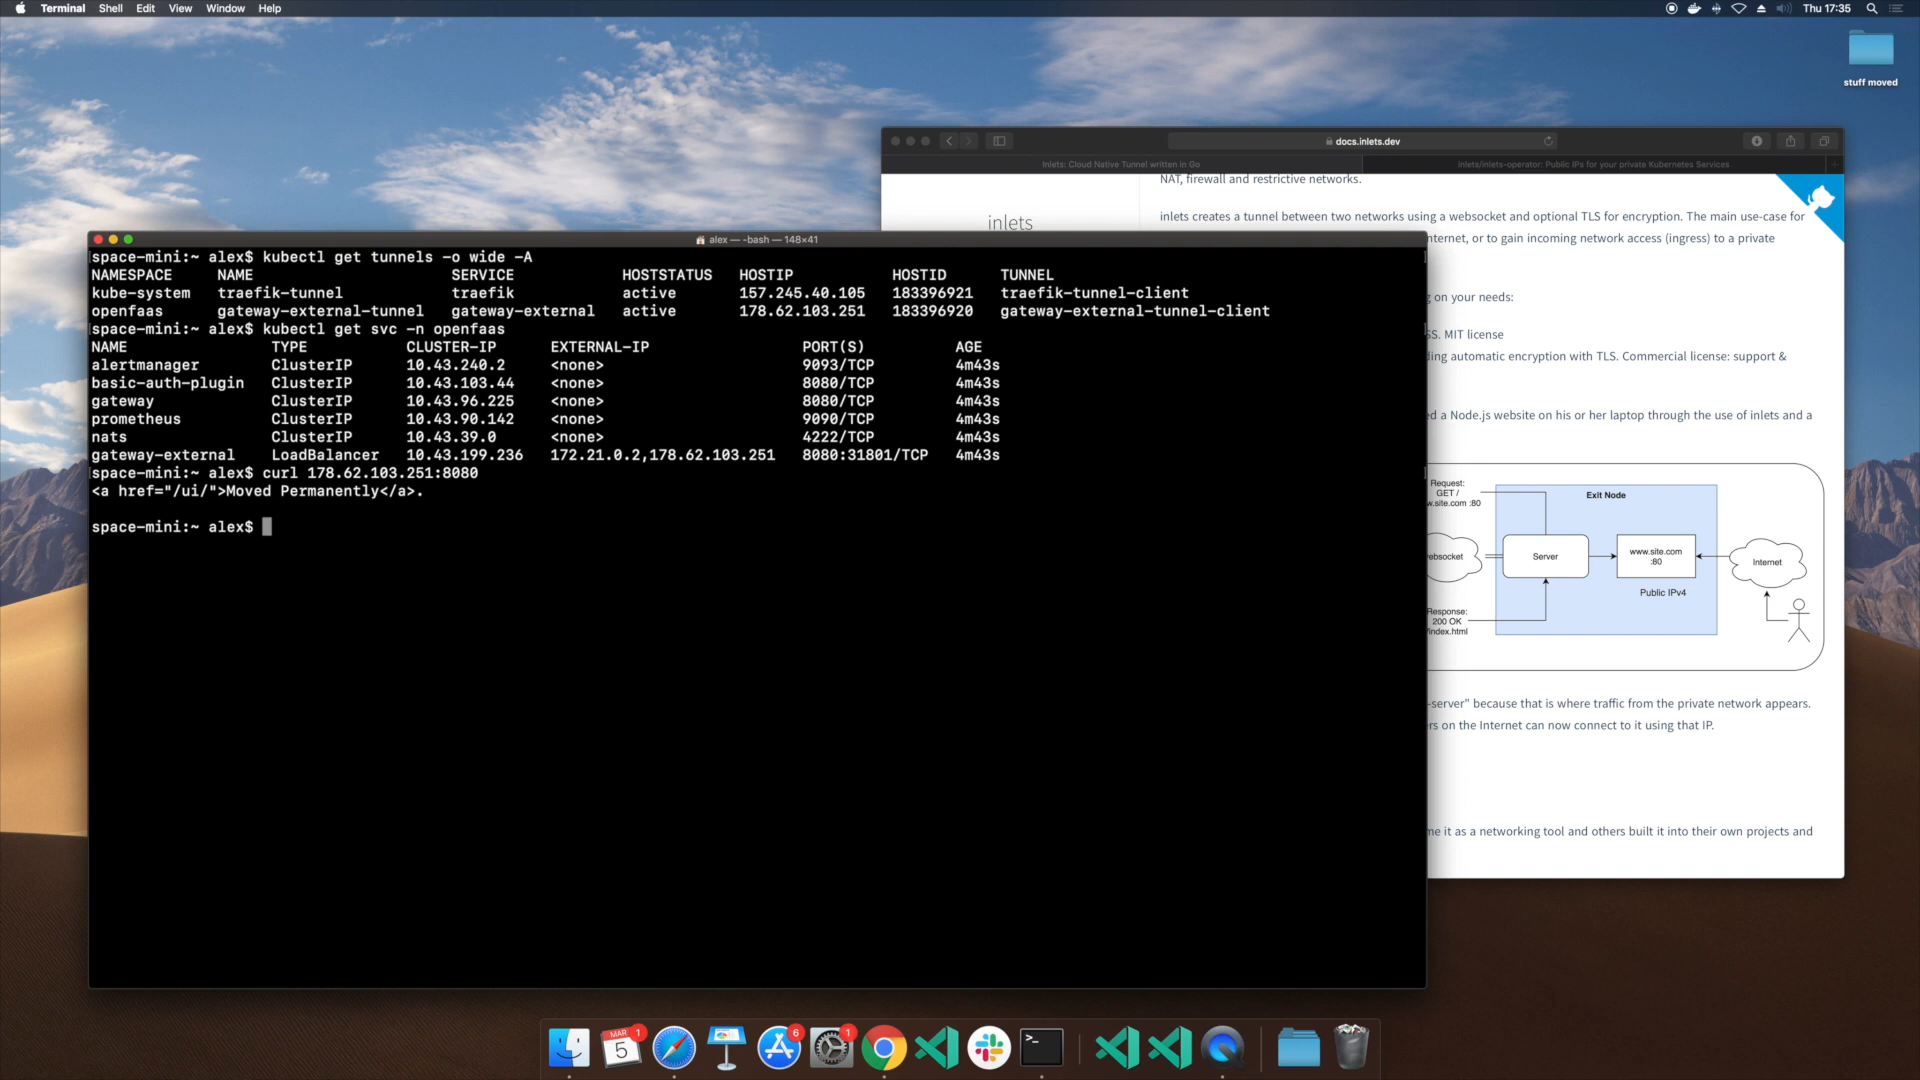 Terminal Shell Edit View Window Help Thu 17:35
stuff moved
docs.inlets.dev
inlets: Cloud Native Tunnel written in Go inlets/inlets-operator: Public IPs for your private Kubernetes Services
NAT, firewall and restrictive networks.
inlets
inlets creates a tunnel between two networks using a websocket and optional TLS for encryption. The main use-case for
nternet, or to gain incoming network access (ingress) to a private
alex — -bash — 148×41
space-mini:~ alex$ kubectl get tunnels -o wide -A
NAMESPACE NAME SERVICE HOSTSTATUS HOSTIP HOSTID TUNNEL
kube-system traefik-tunnel traefik active 157.245.40.105 183396921 traefik-tunnel-client
openfaas gateway-external-tunnel gateway-external active 178.62.103.251 183396920 gateway-external-tunnel-client
space-mini:~ alex$ kubectl get svc -n openfaas
NAME TYPE CLUSTER-IP EXTERNAL-IP PORT(S) AGE
alertmanager ClusterIP 10.43.240.2 <none> 9093/TCP 4m43s
basic-auth-plugin ClusterIP 10.43.103.44 <none> 8080/TCP 4m43s
gateway ClusterIP 10.43.96.225 <none> 8080/TCP 4m43s
prometheus ClusterIP 10.43.90.142 <none> 9090/TCP 4m43s
nats ClusterIP 10.43.39.0 <none> 4222/TCP 4m43s
gateway-external LoadBalancer 10.43.199.236 172.21.0.2,178.62.103.251 8080:31801/TCP 4m43s
space-mini:~ alex$ curl 178.62.103.251:8080
<a href="/ui/">Moved Permanently</a>.
space-mini:~ alex$
g on your needs:
SS. MIT license
ding automatic encryption with TLS. Commercial license: support &
d a Node.js website on his or her laptop through the use of inlets and a
Request:
GET /
w.site.com :80
Exit Node
ebsocket
Server
www.site.com
:80
Internet
Public IPv4
Response:
200 OK
/index.html
-server" because that is where traffic from the private network appears.
rs on the Internet can now connect to it using that IP.
me it as a networking tool and others built it into their own projects and
MAR
5
1
6
1